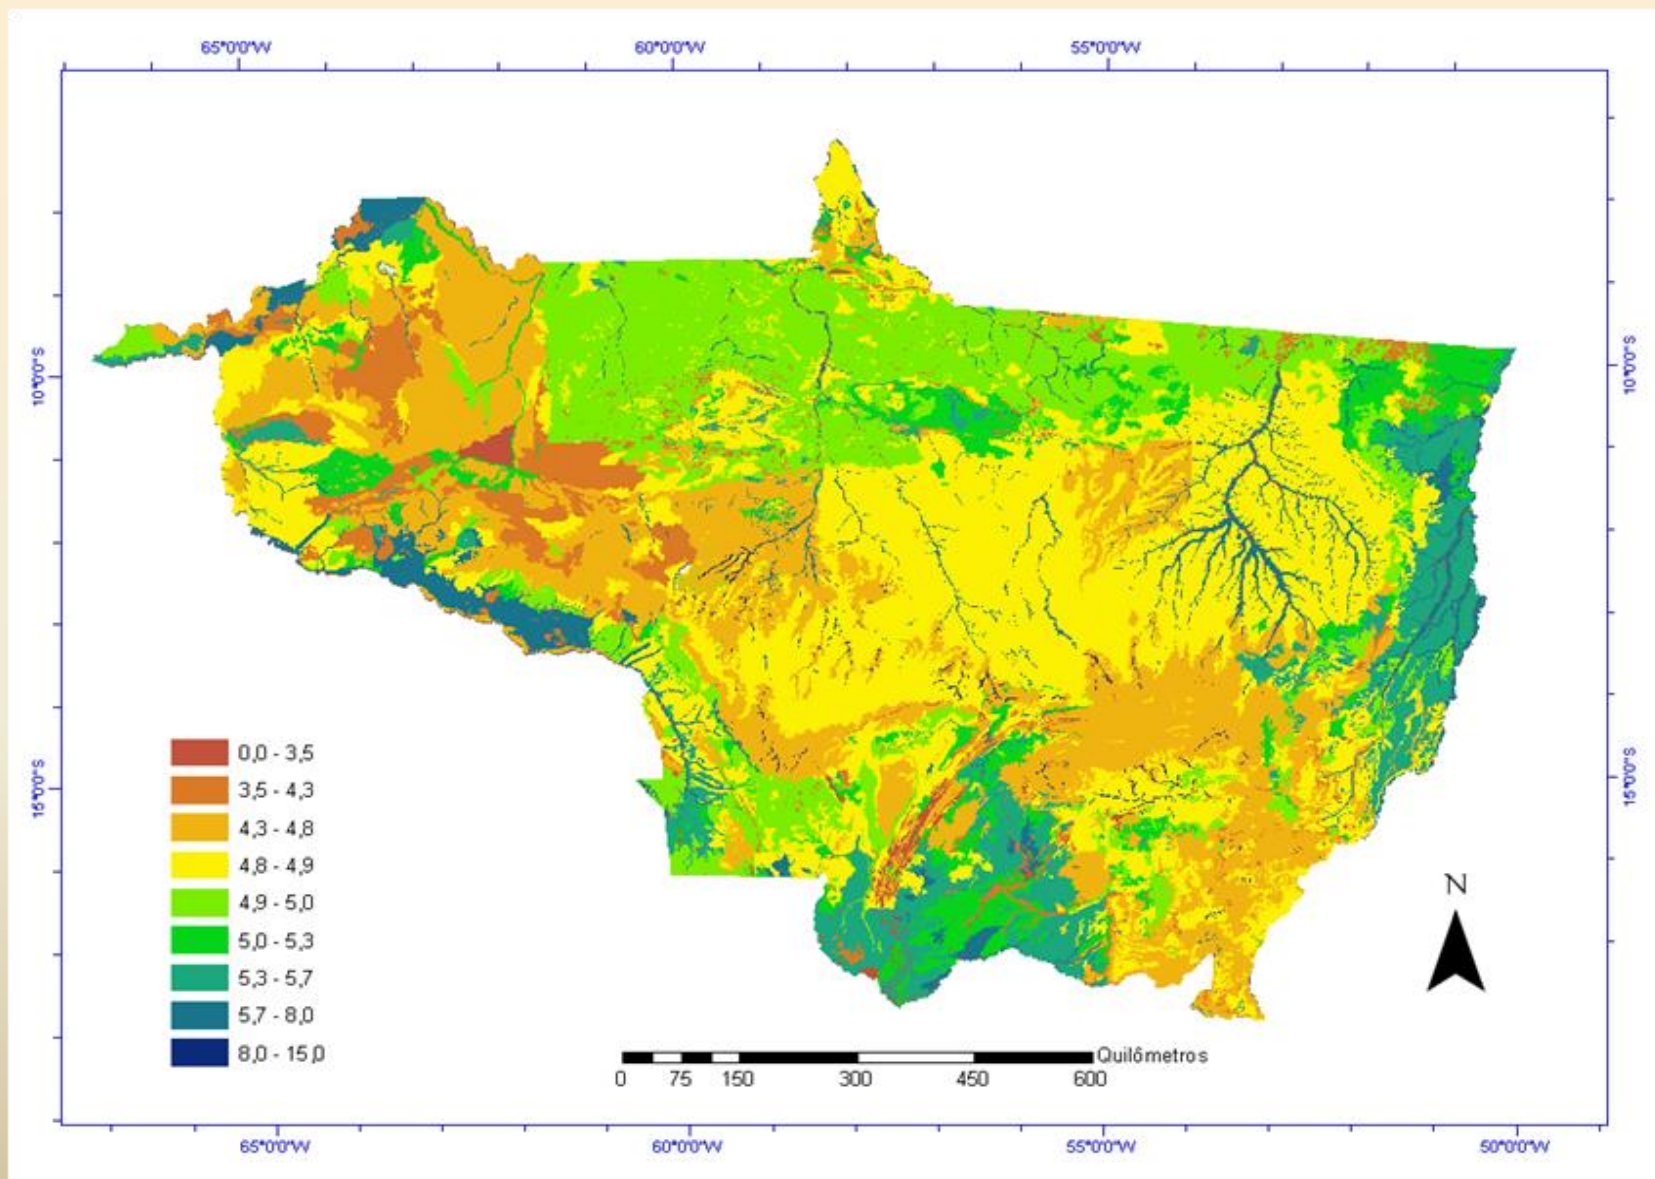 65°0'0"W 60°0'0"W 55°0'0"W
10°0'0"S 10°0'0"S
15°0'0"S 15°0'0"S
0,0 - 3,5
3,5 - 4,3
4,3 - 4,8
4,8 - 4,9
4,9 - 5,0
5,0 - 5,3
5,3 - 5,7
5,7 - 8,0
8,0 - 15,0
N
Quilômetros
0 75 150 300 450 600
65°0'0"W 60°0'0"W 55°0'0"W 50°0'0"W